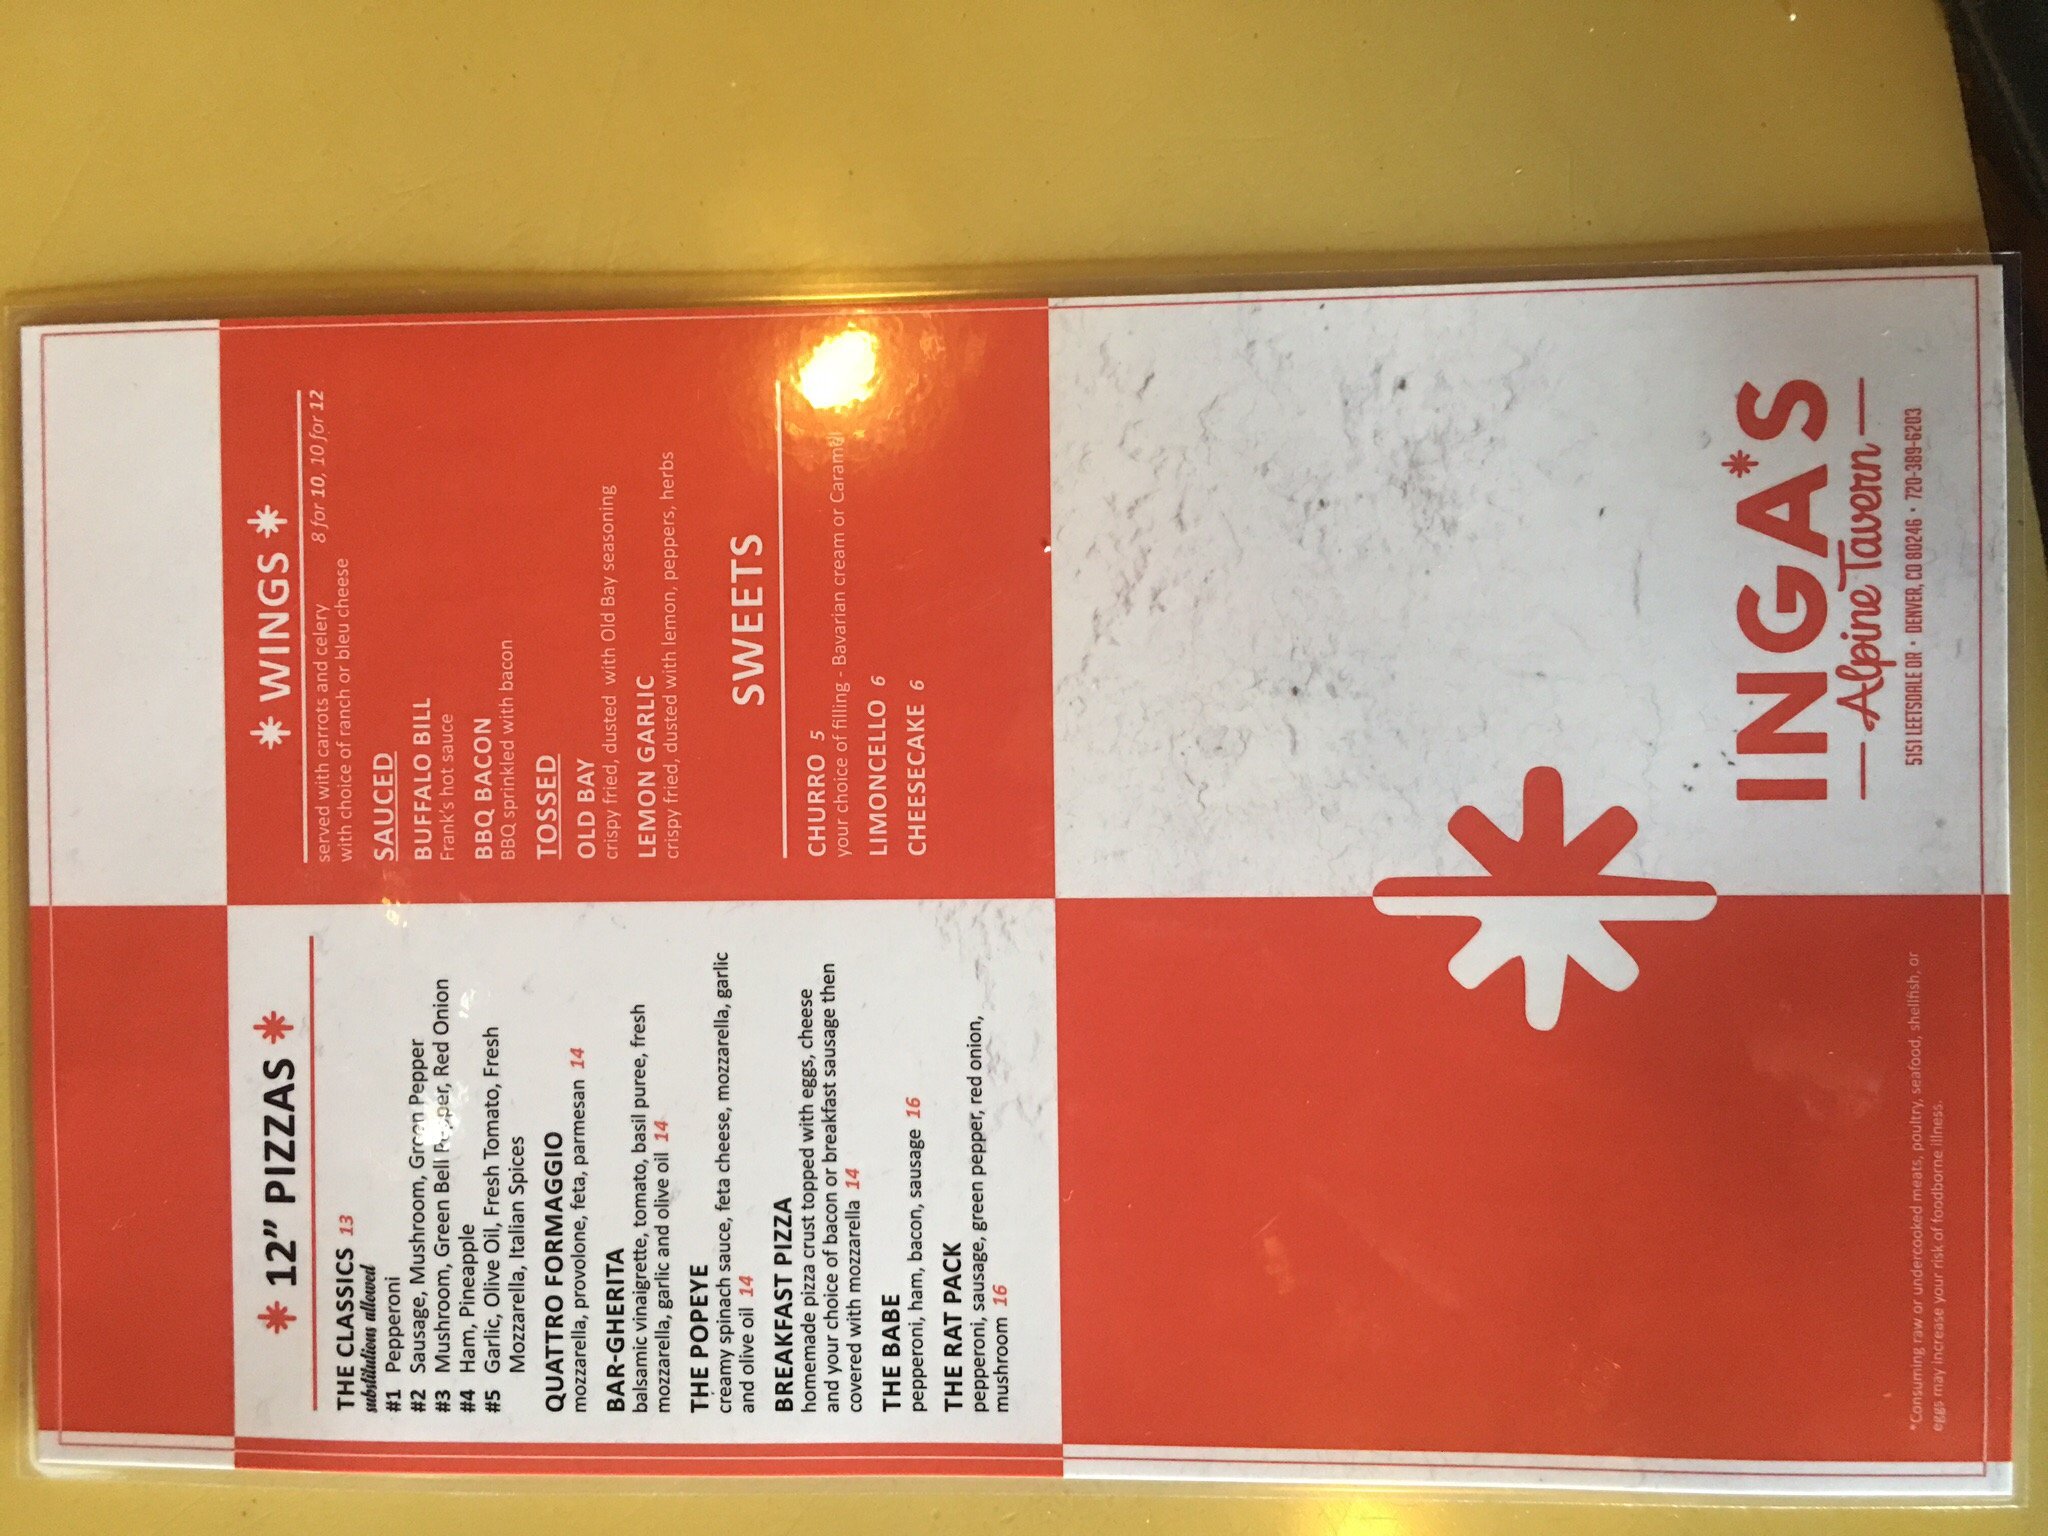 * 12" PIZZAS *
THE CLASSICS 13
substitutions allowed
#1 Pepperoni
#2 Sausage, Mushroom, Green Pepper
#3 Mushroom, Green Bell Pepper, Red Onion
#4 Ham, Pineapple
#5 Garlic, Olive Oil, Fresh Tomato, Fresh
Mozzarella, Italian Spices
QUATTRO FORMAGGIO
mozzarella, provolone, feta, parmesan 14
BAR-GHERITA
balsamic vinaigrette, tomato, basil puree, fresh
mozzarella, garlic and olive oil 14
THE POPEYE
creamy spinach sauce, feta cheese, mozzarella, garlic
and olive oil 14
BREAKFAST PIZZA
homemade pizza crust topped with eggs, cheese
and your choice of bacon or breakfast sausage then
covered with mozzarella 14
THE BABE
pepperoni, ham, bacon, sausage 16
THE RAT PACK
pepperoni, sausage, green pepper, red onion,
mushroom 16
* WINGS *
served with carrots and celery 8 for 10, 10 for 12
with choice of ranch or bleu cheese
SAUCED
BUFFALO BILL
Frank's hot sauce
BBQ BACON
BBQ sprinkled with bacon
TOSSED
OLD BAY
crispy fried, dusted with Old Bay seasoning
LEMON GARLIC
crispy fried, dusted with lemon, peppers, herbs
SWEETS
CHURRO 5
your choice of filling - Bavarian cream or Caramel
LIMONCELLO 6
CHEESECAKE 6
*Consuming raw or undercooked meats, poultry, seafood, shellfish, or
eggs may increase your risk of foodborne illness.
INGA*S
Alpine Tavern
5151 LEETSDALE DR • DENVER, CO 80246 • 720-389-6203